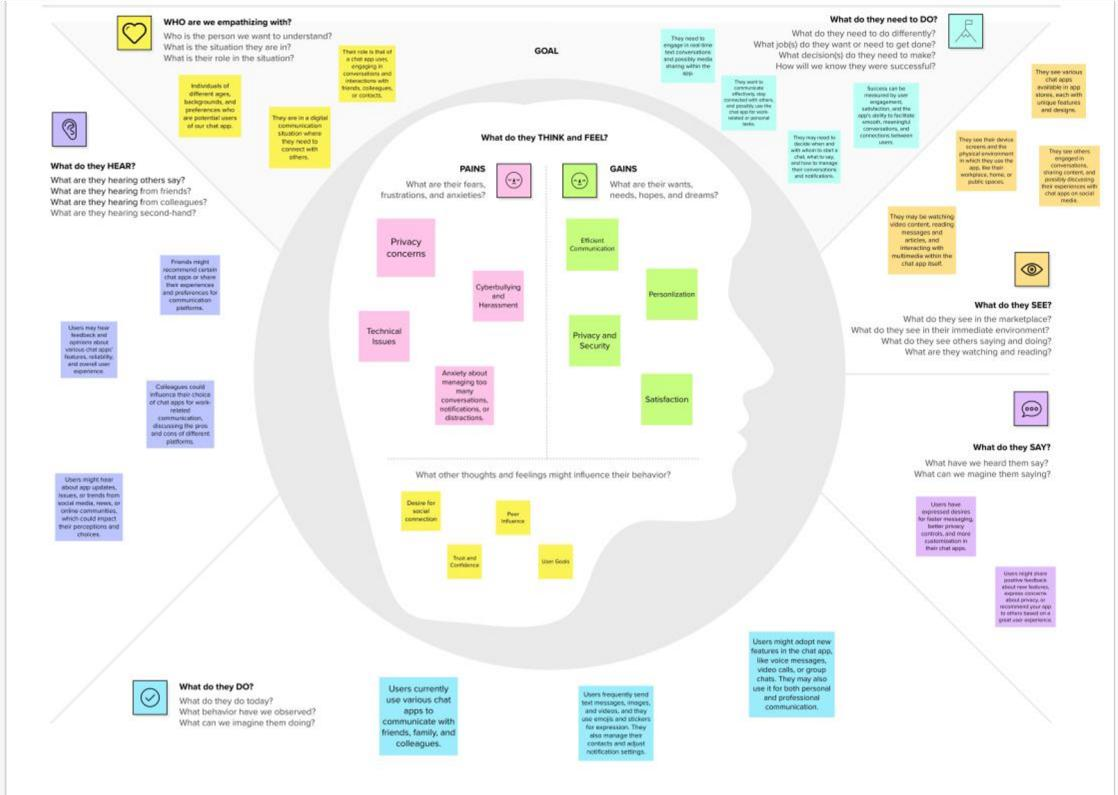 WHO are we empathizing with?
Who is the person we want to understand?
What is the situation they are in?
What is their role in the situation?
Individuals of
different ages,
backgrounds, and
preferences who
are potential users
of our chat app.
They are in a digital
communication
situation where
they need to
connect with
others.
Their role is that of
a chat app user,
engaging in
conversations and
interactions with
friends, colleagues,
or contacts.
GOAL
What do they need to DO?
What do they need to do differently?
What job(s) do they want or need to get done?
What decision(s) do they need to make?
How will we know they were successful?
They need to
engage in real-time
text conversations
and possibly media
sharing within the
app.
They want to
communicate
effectively, stay
connected with others,
and possibly use the
chat app for work-
related or personal
tasks.
They may need to
decide when and
with whom to start a
chat, what to say,
and how to manage
their conversations
and notifications.
Success can be
measured by user
engagement,
satisfaction, and the
app's ability to facilitate
smooth, meaningful
conversations, and
connections between
users.
What do they HEAR?
What are they hearing others say?
What are they hearing from friends?
What are they hearing from colleagues?
What are they hearing second-hand?
Friends might
recommend certain
chat apps or share
their experiences
and preferences for
communication
platforms.
Users may hear
feedback and
opinions about
various chat apps'
features, reliability,
and overall user
experience.
Colleagues could
influence their choice
of chat apps for work-
related
communication,
discussing the pros
and cons of different
platforms.
Users might hear
about app updates,
issues, or trends from
social media, news, or
online communities,
which could impact
their perceptions and
choices.
What do they THINK and FEEL?
PAINS
What are their fears,
frustrations, and anxieties?
Privacy
concerns
Cyberbullying
and
Harassment
Technical
Issues
Anxiety about
managing too
many
conversations,
notifications, or
distractions.
GAINS
What are their wants,
needs, hopes, and dreams?
Efficient
Communication
Personlization
Privacy and
Security
Satisfaction
What other thoughts and feelings might influence their behavior?
Desire for
social
connection
Peer
Influence
Trust and
Confidence
User Goals
They see various
chat apps
available in app
stores, each with
unique features
and designs.
They see their device
screens and the
physical environment
in which they use the
app, like their
workplace, home, or
public spaces.
They see others
engaged in
conversations,
sharing content, and
possibly discussing
their experiences with
chat apps on social
media.
They may be watching
video content, reading
messages and
articles, and
interacting with
multimedia within the
chat app itself.
What do they SEE?
What do they see in the marketplace?
What do they see in their immediate environment?
What do they see others saying and doing?
What are they watching and reading?
What do they SAY?
What have we heard them say?
What can we magine them saying?
Users have
expressed desires
for faster messaging,
better privacy
controls, and more
customization in
their chat apps.
Users might share
positive feedback
about new features,
express concerns
about privacy, or
recommend your app
to others based on a
great user experience.
What do they DO?
What do they do today?
What behavior have we observed?
What can we imagine them doing?
Users currently
use various chat
apps to
communicate with
friends, family, and
colleagues.
Users frequently send
text messages, images,
and videos, and they
use emojis and stickers
for expression. They
also manage their
contacts and adjust
notification settings.
Users might adopt new
features in the chat app,
like voice messages,
video calls, or group
chats. They may also
use it for both personal
and professional
communication.